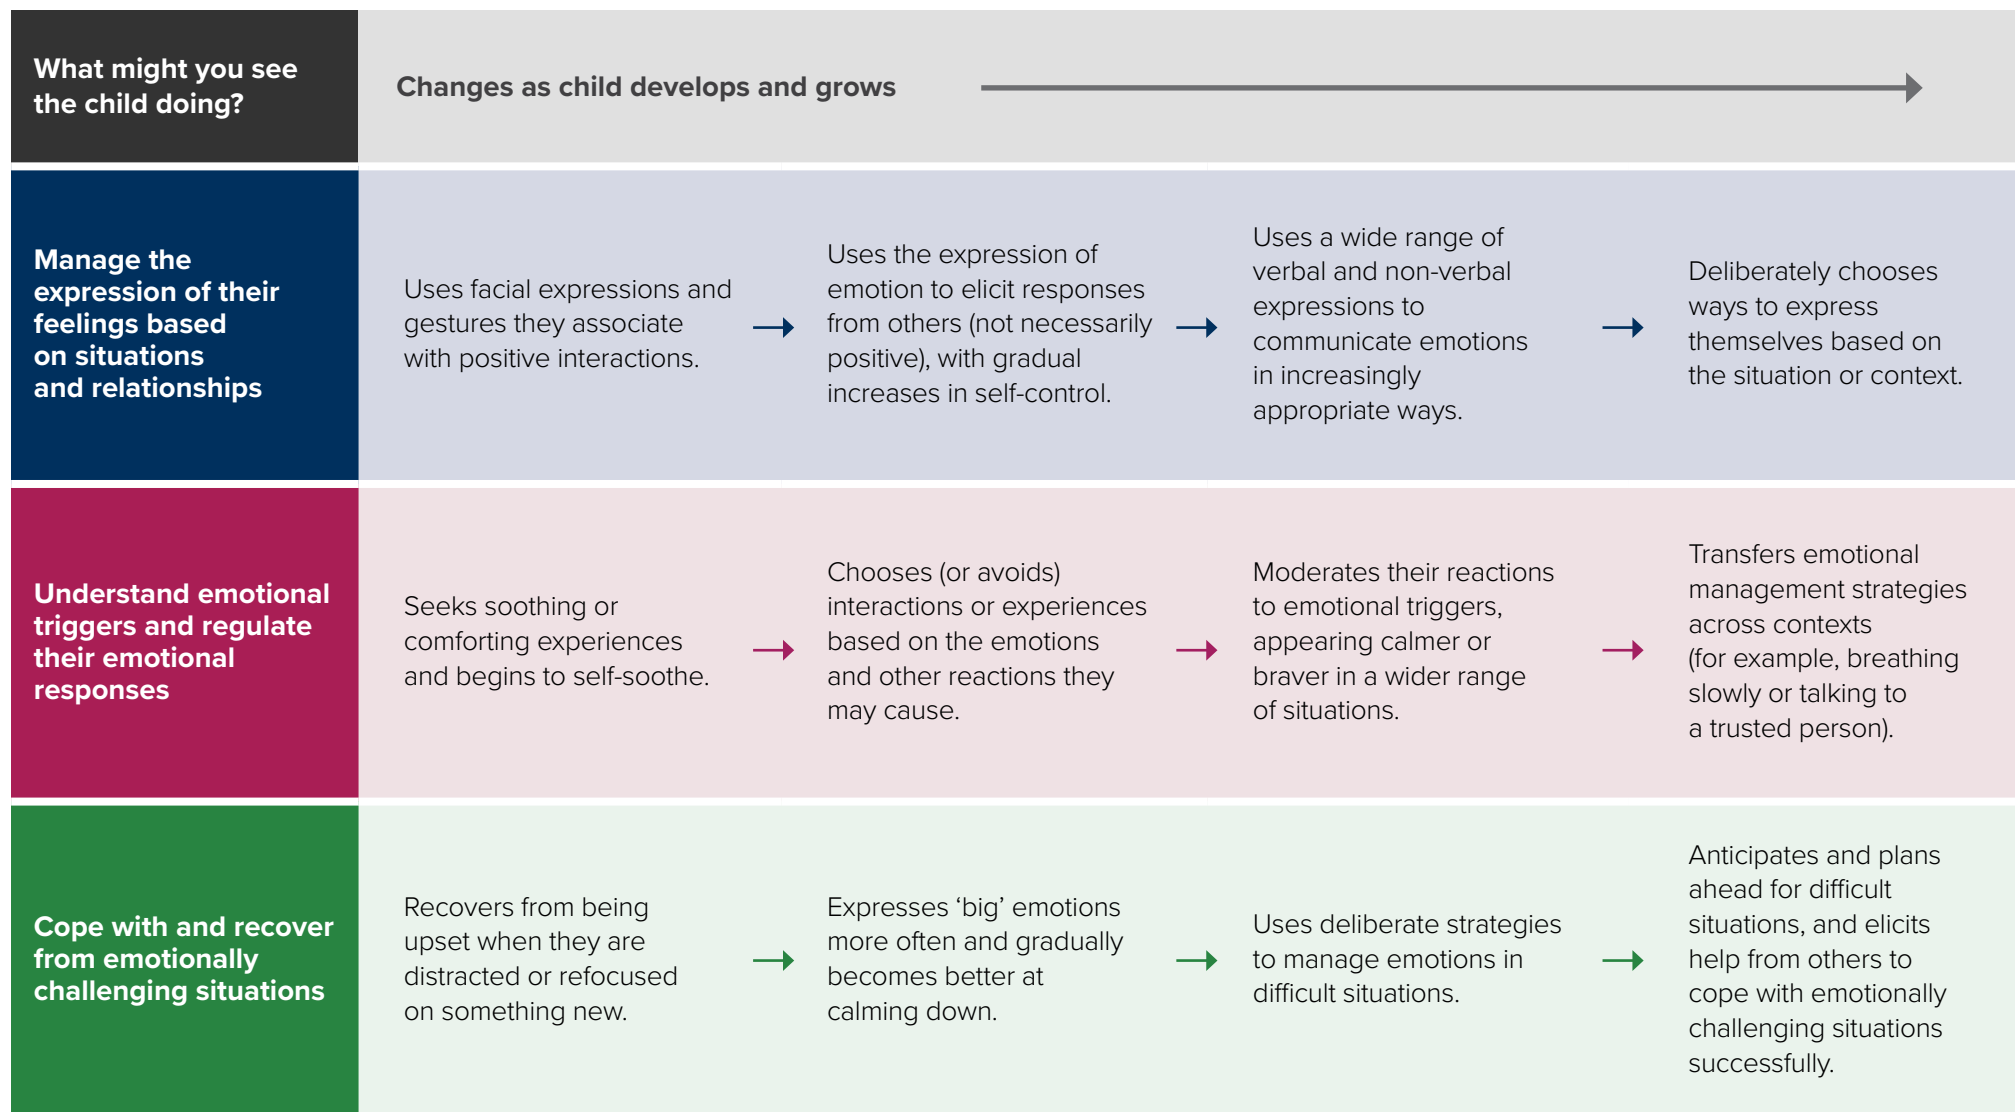 What might you see
the child doing?
Changes as child develops and grows
Manage the
expression of their
feelings based
on situations
and relationships
Uses facial expressions and
gestures they associate
with positive interactions.
Uses the expression of
emotion to elicit responses
from others (not necessarily
positive), with gradual
increases in self-control.
Uses a wide range of
verbal and non-verbal
expressions to
communicate emotions
in increasingly
appropriate ways.
Deliberately chooses
ways to express
themselves based on
the situation or context.
Understand emotional
triggers and regulate
their emotional
responses
Seeks soothing or
comforting experiences
and begins to self-soothe.
Chooses (or avoids)
interactions or experiences
based on the emotions
and other reactions they
may cause.
Moderates their reactions
to emotional triggers,
appearing calmer or
braver in a wider range
of situations.
Transfers emotional
management strategies
across contexts
(for example, breathing
slowly or talking to
a trusted person).
Cope with and recover
from emotionally
challenging situations
Recovers from being
upset when they are
distracted or refocused
on something new.
Expresses ‘big’ emotions
more often and gradually
becomes better at
calming down.
Uses deliberate strategies
to manage emotions in
difficult situations.
Anticipates and plans
ahead for difficult
situations, and elicits
help from others to
cope with emotionally
challenging situations
successfully.